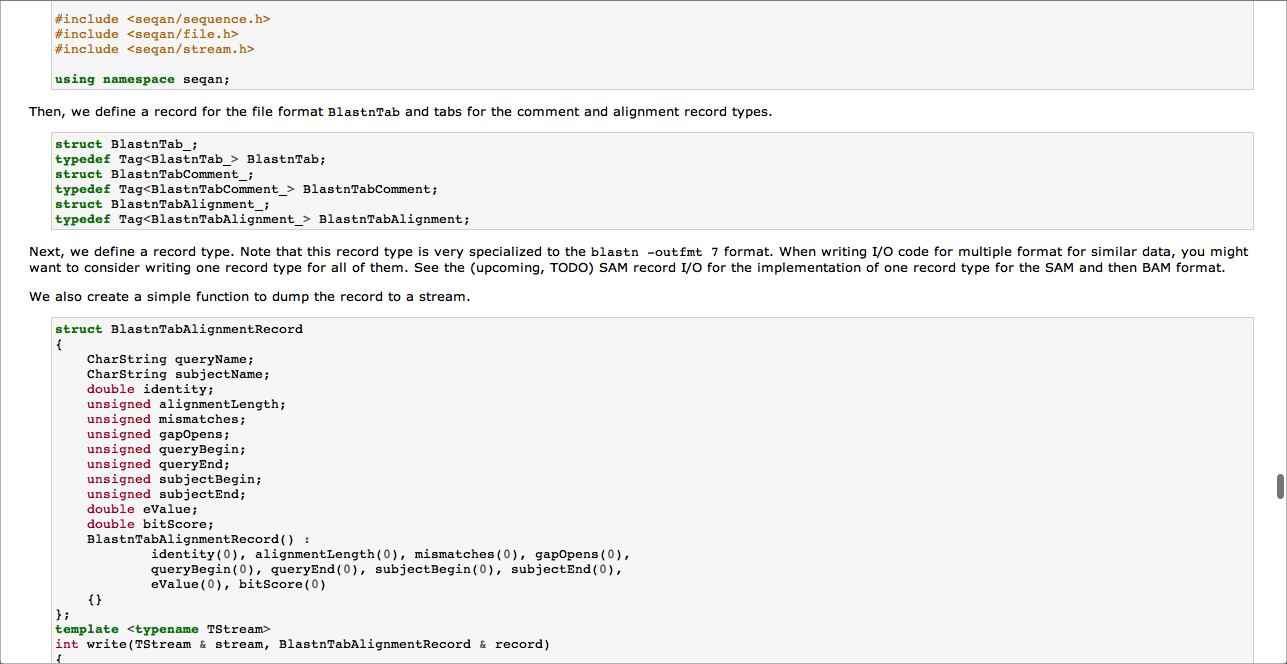 #include <seqan/sequence.h>
#include <seqan/file.h>
#include <seqan/stream.h>
using namespace seqan;
Then, we define a record for the file format BlastnTab and tabs for the comment and alignment record types.
struct BlastnTab_;
typedef Tag<BlastnTab_> BlastnTab;
struct BlastnTabComment_;
typedef Tag<BlastnTabComment_> BlastnTabComment;
struct BlastnTabAlignment_;
typedef Tag<BlastnTabAlignment_> BlastnTabAlignment;
Next, we define a record type. Note that this record type is very specialized to the blastn -outfmt 7 format. When writing I/O code for multiple format for similar data, you might
want to consider writing one record type for all of them. See the (upcoming, TODO) SAM record I/O for the implementation of one record type for the SAM and then BAM format.
We also create a simple function to dump the record to a stream.
struct BlastnTabAlignmentRecord
{
    CharString queryName;
    CharString subjectName;
    double identity;
    unsigned alignmentLength;
    unsigned mismatches;
    unsigned gapOpens;
    unsigned queryBegin;
    unsigned queryEnd;
    unsigned subjectBegin;
    unsigned subjectEnd;
    double eValue;
    double bitScore;
    BlastnTabAlignmentRecord() :
            identity(0), alignmentLength(0), mismatches(0), gapOpens(0),
            queryBegin(0), queryEnd(0), subjectBegin(0), subjectEnd(0),
            eValue(0), bitScore(0)
    {}
};
template <typename TStream>
int write(TStream & stream, BlastnTabAlignmentRecord & record)
{